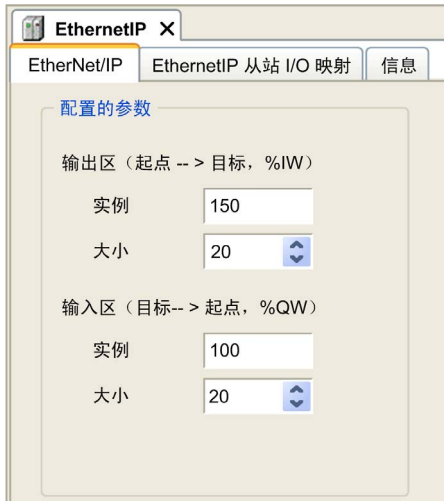 EthernetIP X
EtherNet/IP EthernetIP 从站 I/O 映射 信息
配置的参数
输出区（起点 -- > 目标，%IW）
实例 150
大小 20
输入区（目标-- > 起点，%QW）
实例 100
大小 20